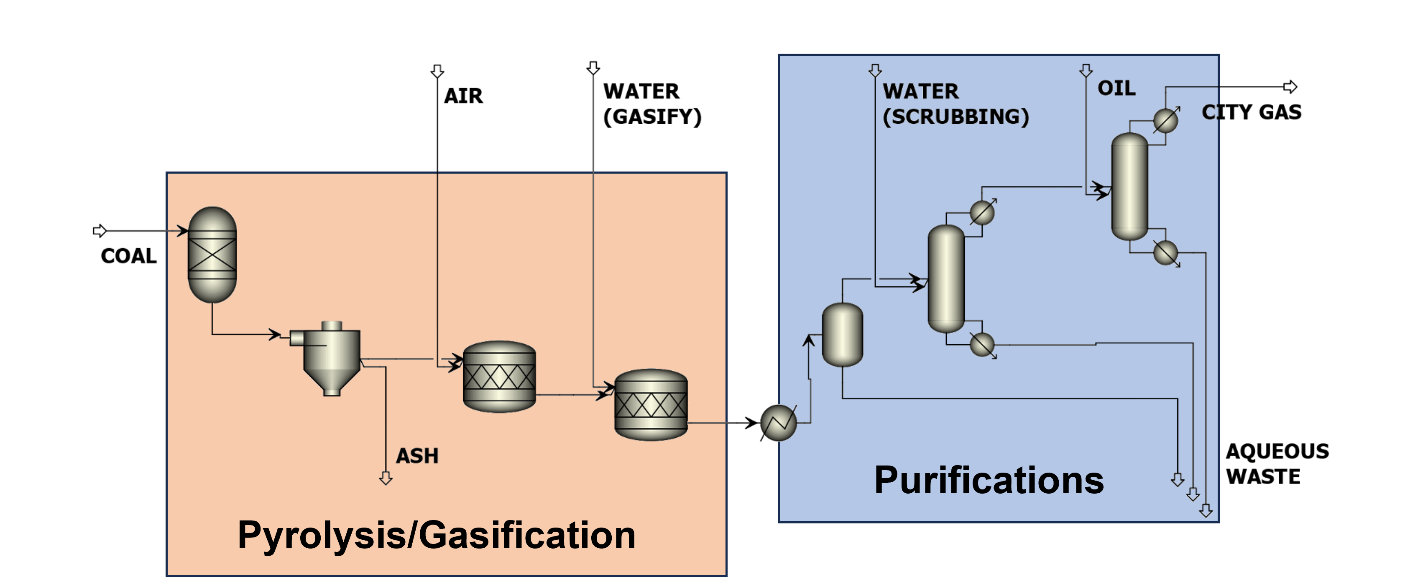 AIR
WATER
(GASIFY)
WATER
(SCRUBBING)
OIL
CITY GAS
COAL
ASH
AQUEOUS
WASTE
Purifications
Pyrolysis/Gasification